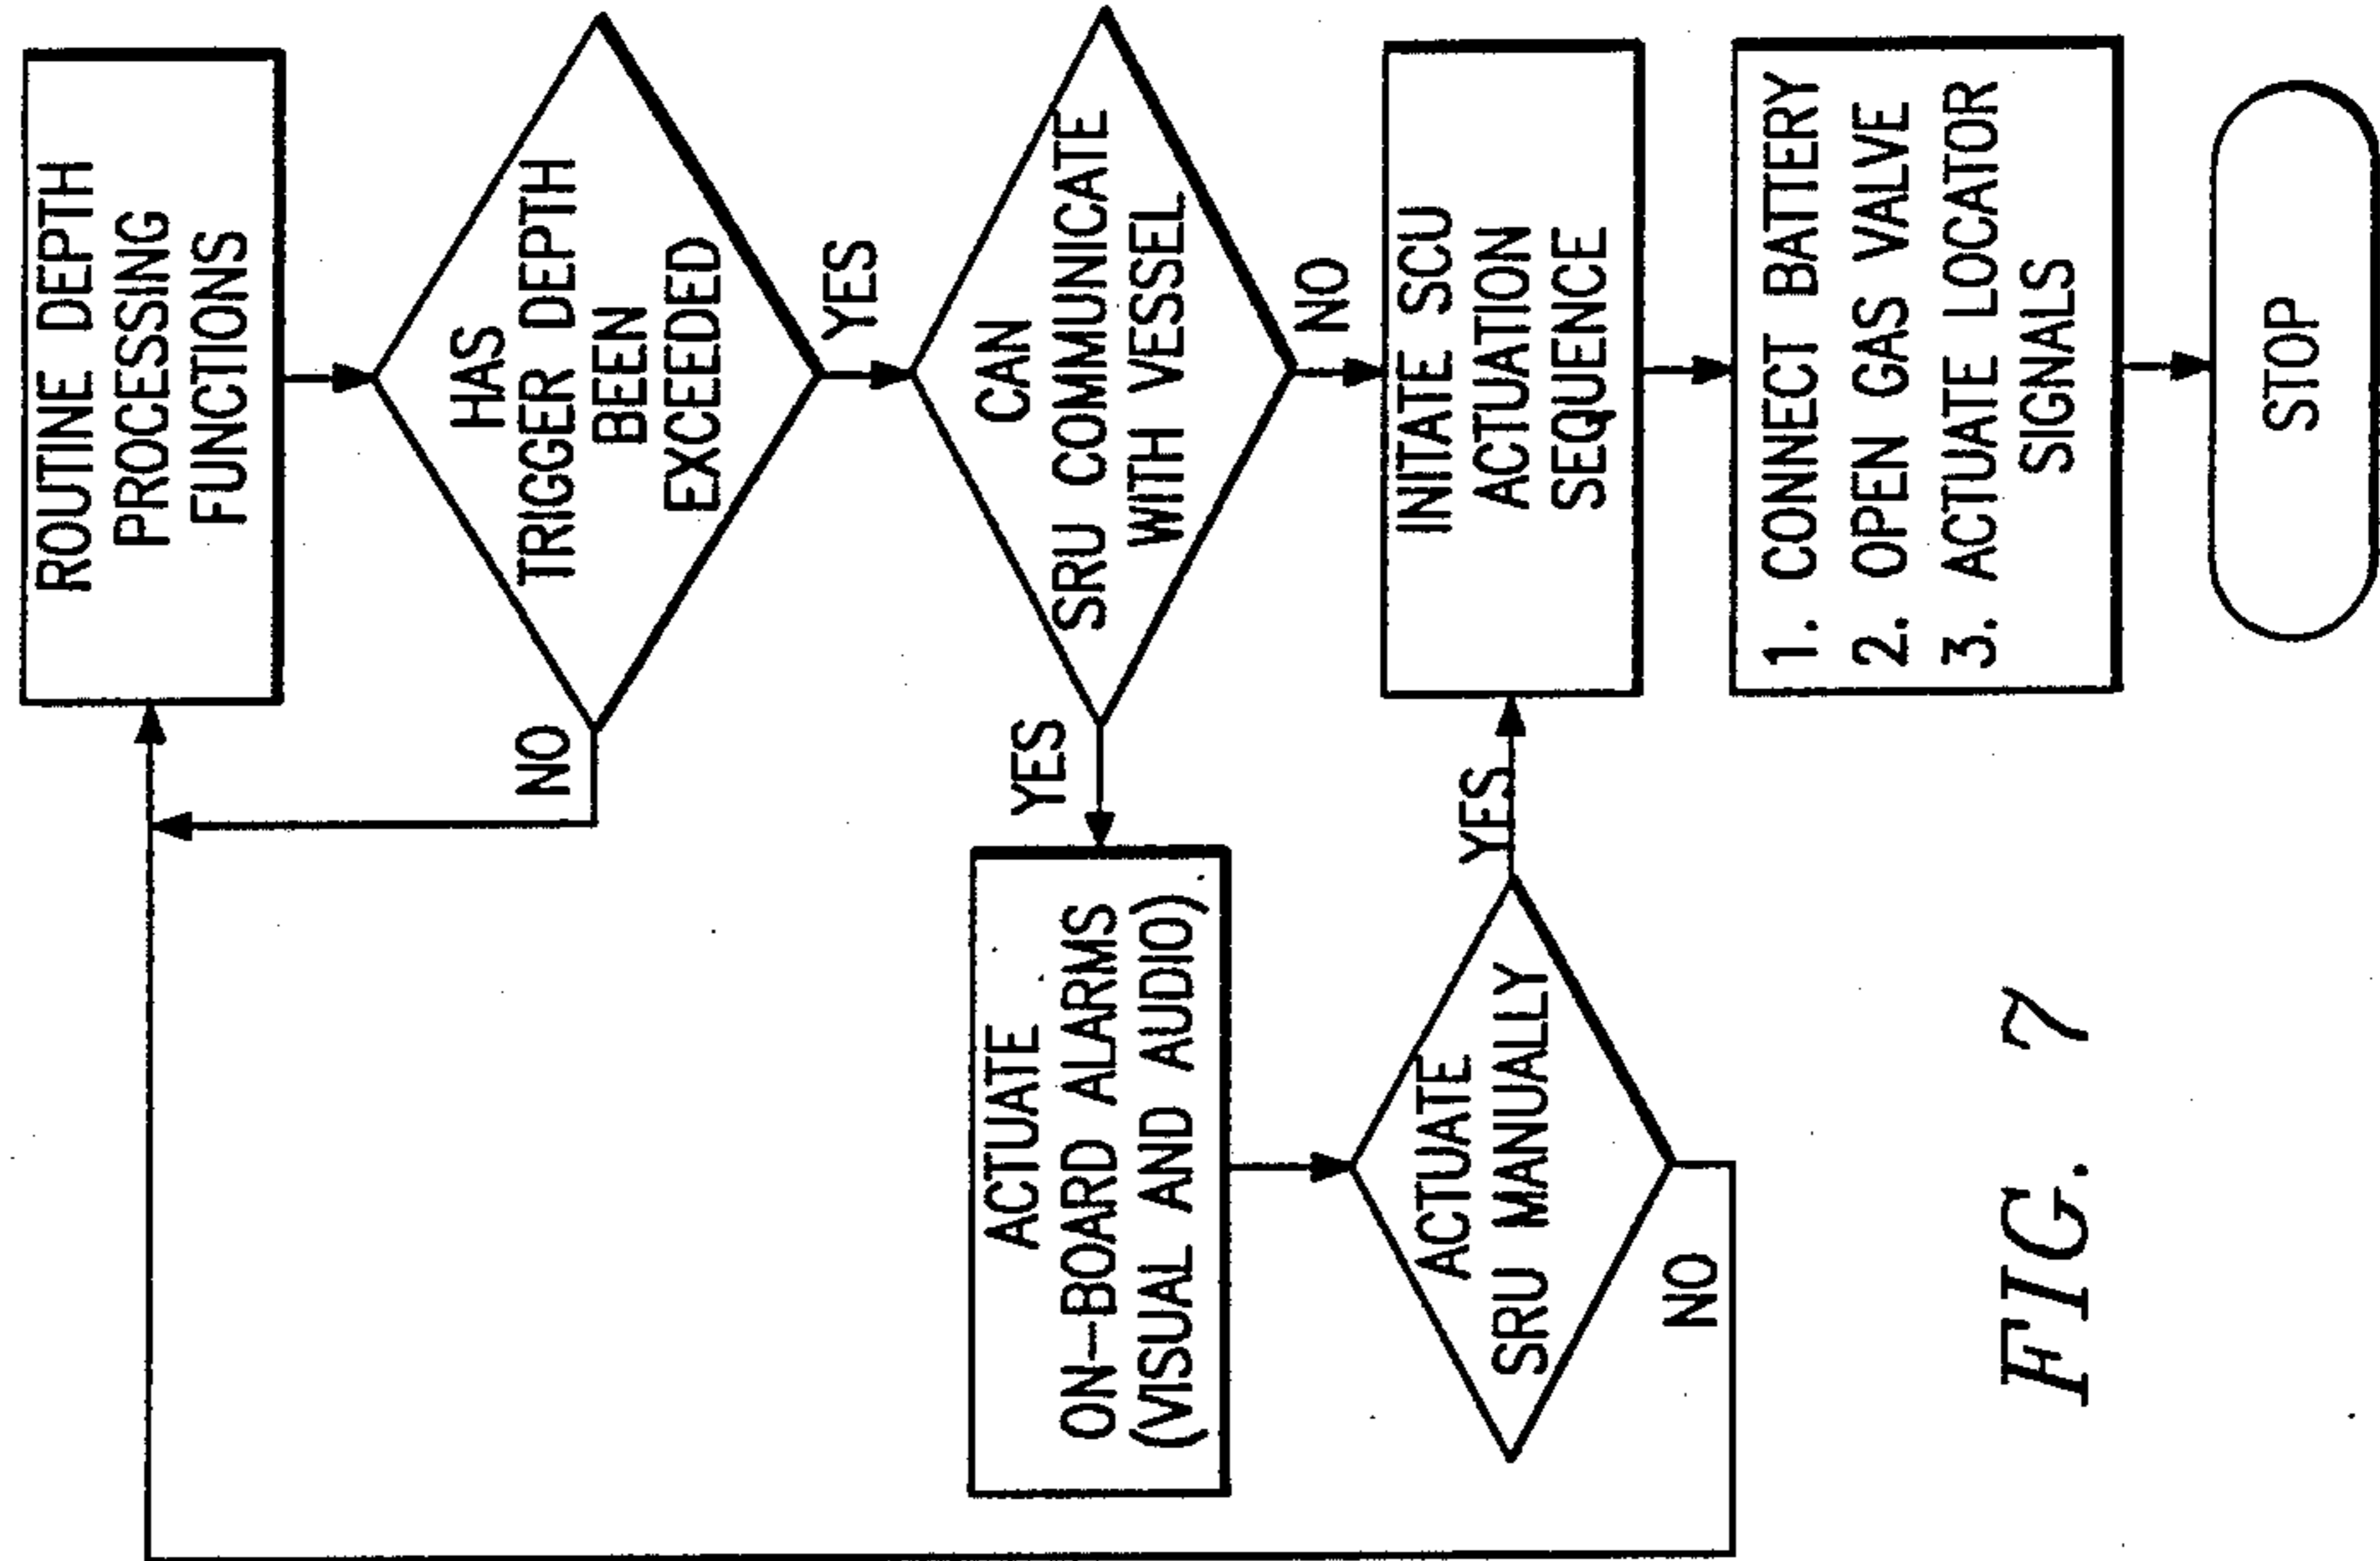 ROUTINE DEPTH
PROCESSING
FUNCTIONS
HAS
TRIGGER DEPTH
BEEN
EXCEEDED
NO
YES
CAN
SRU COMMUNICATE
WITH VESSEL
YES
NO
ACTUATE
ON-BOARD ALARMS
(VISUAL AND AUDIO)
ACTUATE
SRU MANUALLY
YES
NO
INITATE SCU
ACTUATION
SEQUENCE
1. CONNECT BATTERY
2. OPEN GAS VALVE
3. ACTUATE LOCATOR
SIGNALS
STOP
FIG. 7